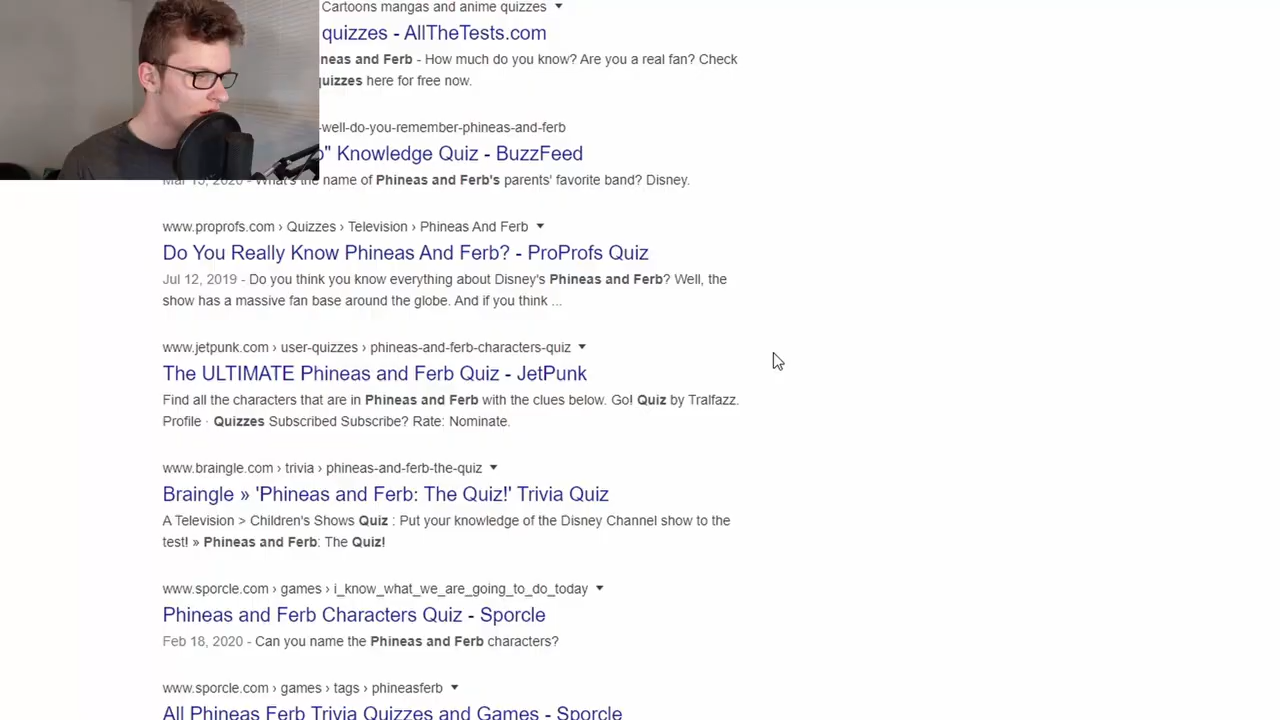 Cartoons mangas and anime quizzes
quizzes - AllTheTests.com
neas and Ferb - How much do you know? Are you a real fan? Check
quizzes here for free now.
-well-do-you-remember-phineas-and-ferb
" Knowledge Quiz - BuzzFeed
Mar 15, 2020 - What's the name of Phineas and Ferb's parents' favorite band? Disney.
www.proprofs.com › Quizzes › Television › Phineas And Ferb
Do You Really Know Phineas And Ferb? - ProProfs Quiz
Jul 12, 2019 - Do you think you know everything about Disney's Phineas and Ferb? Well, the
show has a massive fan base around the globe. And if you think ...
www.jetpunk.com › user-quizzes › phineas-and-ferb-characters-quiz
The ULTIMATE Phineas and Ferb Quiz - JetPunk
Find all the characters that are in Phineas and Ferb with the clues below. Go! Quiz by Tralfazz.
Profile · Quizzes Subscribed Subscribe? Rate: Nominate.
www.braingle.com › trivia › phineas-and-ferb-the-quiz
Braingle » 'Phineas and Ferb: The Quiz!' Trivia Quiz
A Television > Children's Shows Quiz : Put your knowledge of the Disney Channel show to the
test! » Phineas and Ferb: The Quiz!
www.sporcle.com › games › i_know_what_we_are_going_to_do_today
Phineas and Ferb Characters Quiz - Sporcle
Feb 18, 2020 - Can you name the Phineas and Ferb characters?
www.sporcle.com › games › tags › phineasferb
All Phineas Ferb Trivia Quizzes and Games - Sporcle